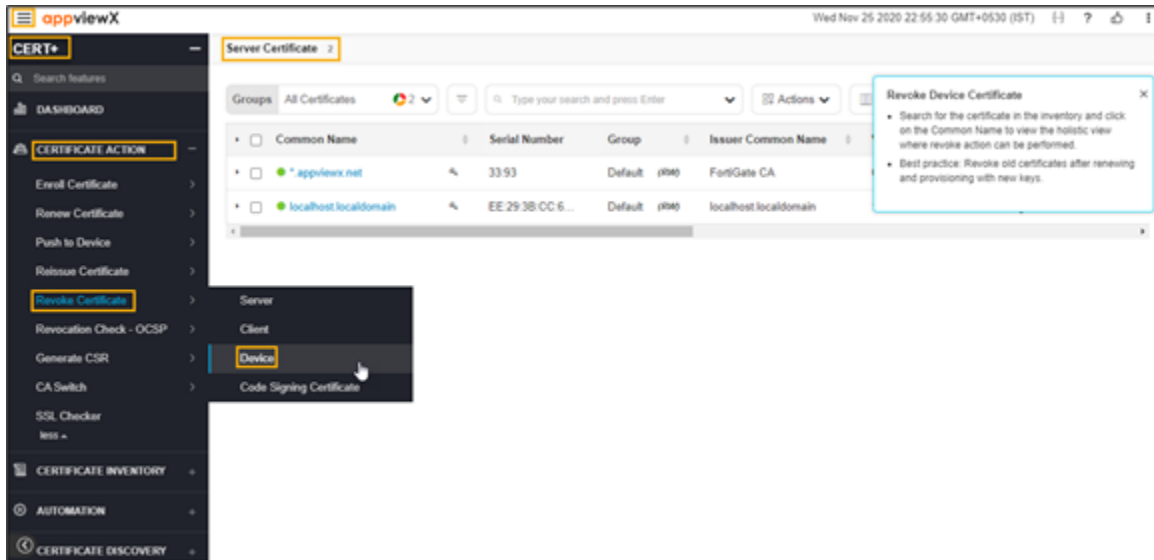 appviewX
Wed Nov 25 2020 22:55:30 GMT+0530 (IST)
CERT+
Server Certificate 2
Search features
DASHBOARD
CERTIFICATE ACTION
Enroll Certificate
Renew Certificate
Push to Device
Reissue Certificate
Revoke Certificate
Revocation Check - OCSP
Generate CSR
CA Switch
SSL Checker
less
CERTIFICATE INVENTORY
AUTOMATION
CERTIFICATE DISCOVERY
Groups All Certificates 2 Type your search and press Enter Actions
Common Name Serial Number Group Issuer Common Name
*.appviewx.net 33:93 Default FortiGate CA
localhost.localdomain EE:29:3B:CC:6... Default localhost.localdomain
Revoke Device Certificate
Search for the certificate in the inventory and click
on the Common Name to view the holistic view
where revoke action can be performed.
Best practice: Revoke old certificates after renewing
and provisioning with new keys.
Server
Client
Device
Code Signing Certificate